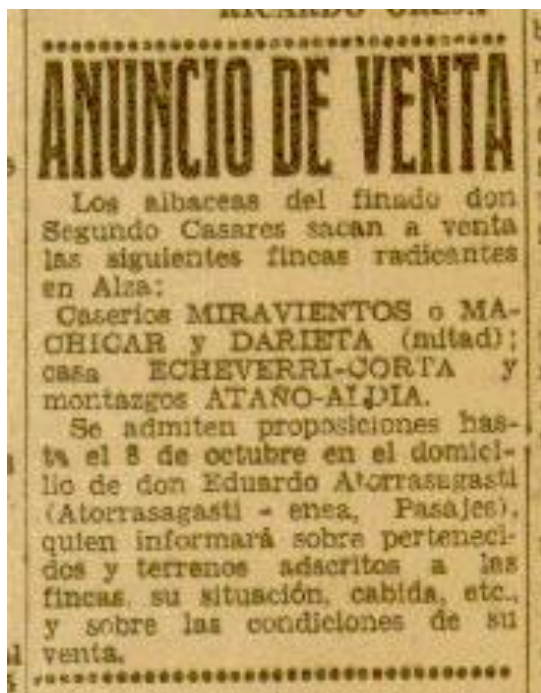 ANUNCIO DE VENTA
Los albaceas del finado don
Segundo Casares sacan a venta
las siguientes fincas radicantes
en Alza:
Caseríos MIRAVIENTOS o MA-
CHICAR y DARIETA (mitad);
casa ECHEVERRI-CORTA y
montazgos ATAÑO-ALDIA.
Se admiten proposiciones has-
ta el 8 de octubre en el domici-
lio de don Eduardo Atorrasagasti
(Atorrasagasti - enea, Pasajes),
quien informará sobre perteneci-
dos y terrenos adscritos a las
fincas, su situación, cabida, etc.,
y sobre las condiciones de su
venta.